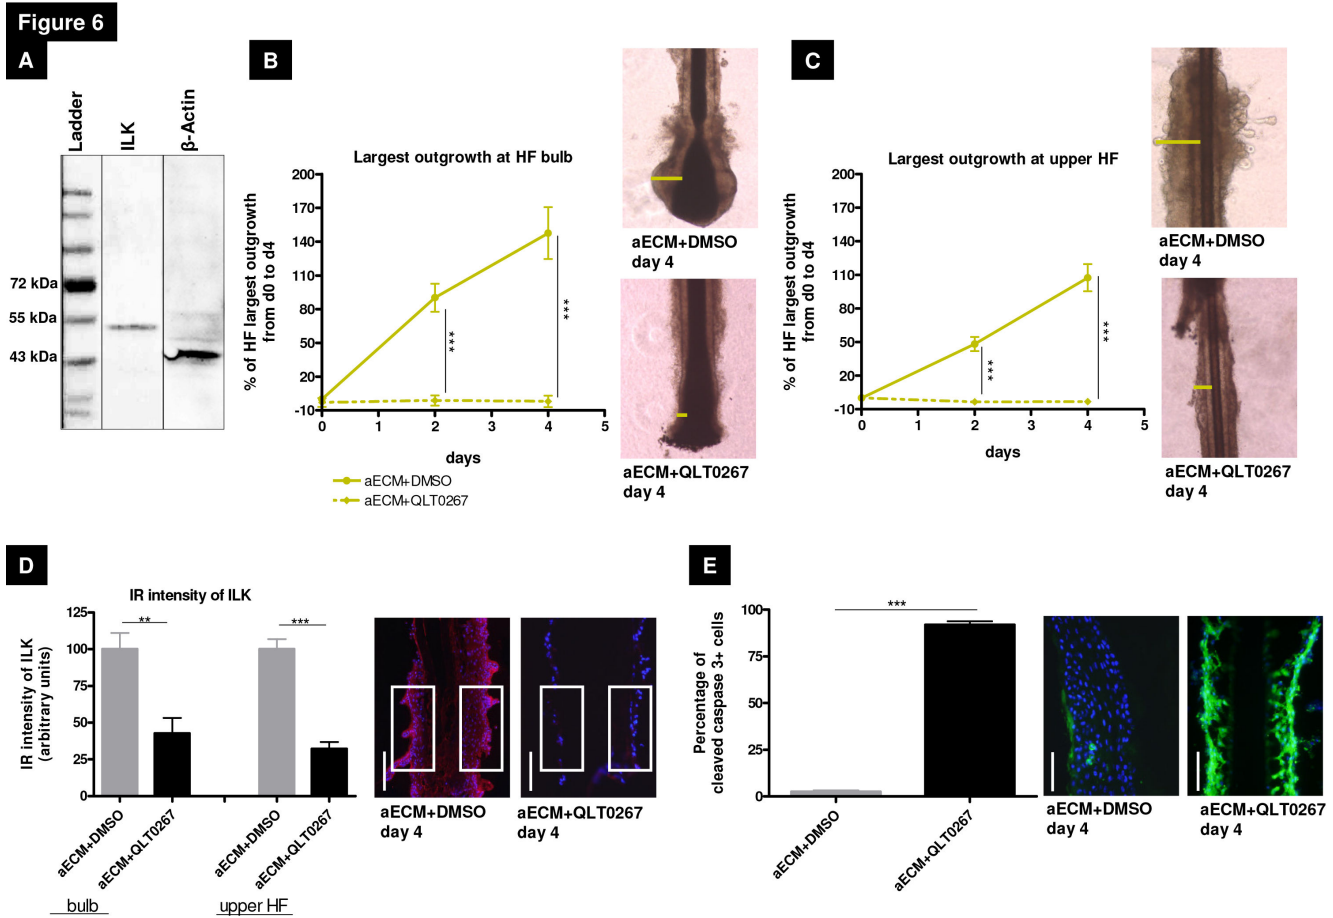 Figure 6
A
Ladder
ILK
β-Actin
72 kDa
55 kDa
43 kDa
B
Largest outgrowth at HF bulb
% of HF largest outgrowth
from d0 to d4
200
170
140
110
80
50
20
-10
0 1 2 3 4 5
days
***
***
aECM+DMSO
aECM+QLT0267
aECM+DMSO
day 4
aECM+QLT0267
day 4
C
Largest outgrowth at upper HF
% of HF largest outgrowth
from d0 to d4
200
170
140
110
80
50
20
-10
0 1 2 3 4 5
days
***
***
aECM+DMSO
day 4
aECM+QLT0267
day 4
D
IR intensity of ILK
IR intensity of ILK
(arbitrary units)
125
100
75
50
25
0
** ***
aECM+DMSO
aECM+QLT0267
aECM+DMSO
aECM+QLT0267
bulb
upper HF
aECM+DMSO
day 4
aECM+QLT0267
day 4
E
Percentage of
cleaved caspase 3+ cells
100
75
50
25
0
***
aECM+DMSO
aECM+QLT0267
aECM+DMSO
day 4
aECM+QLT0267
day 4